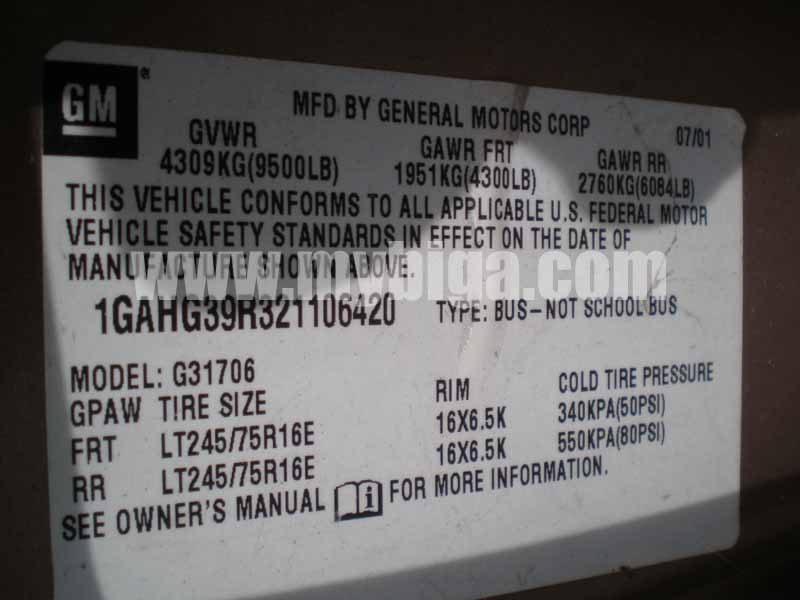 GM
MFD BY GENERAL MOTORS CORP 07/01
GVWR GAWR FRT GAWR RR
4309KG(9500LB) 1951KG(4300LB) 2760KG(6084LB)
THIS VEHICLE CONFORMS TO ALL APPLICABLE U.S. FEDERAL MOTOR
VEHICLE SAFETY STANDARDS IN EFFECT ON THE DATE OF
MANUFACTURE SHOWN ABOVE.
www.mybiga.com
1GAHG39R321106420 TYPE: BUS-NOT SCHOOL BUS
MODEL: G31706
GPAW TIRE SIZE RIM COLD TIRE PRESSURE
FRT LT245/75R16E 16X6.5K 340KPA(50PSI)
RR LT245/75R16E 16X6.5K 550KPA(80PSI)
SEE OWNER'S MANUAL i FOR MORE INFORMATION.